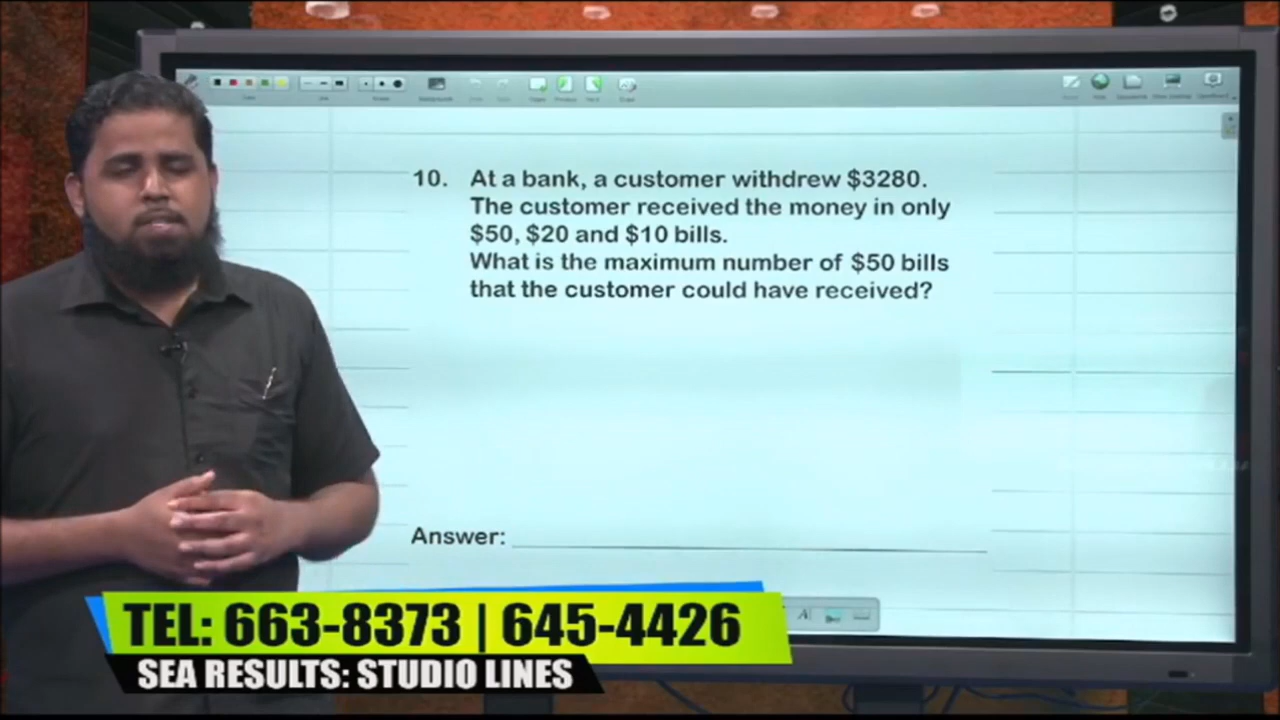 10. At a bank, a customer withdrew $3280.
The customer received the money in only
$50, $20 and $10 bills.
What is the maximum number of $50 bills
that the customer could have received?
Answer:
TEL: 663-8373 | 645-4426
SEA RESULTS: STUDIO LINES